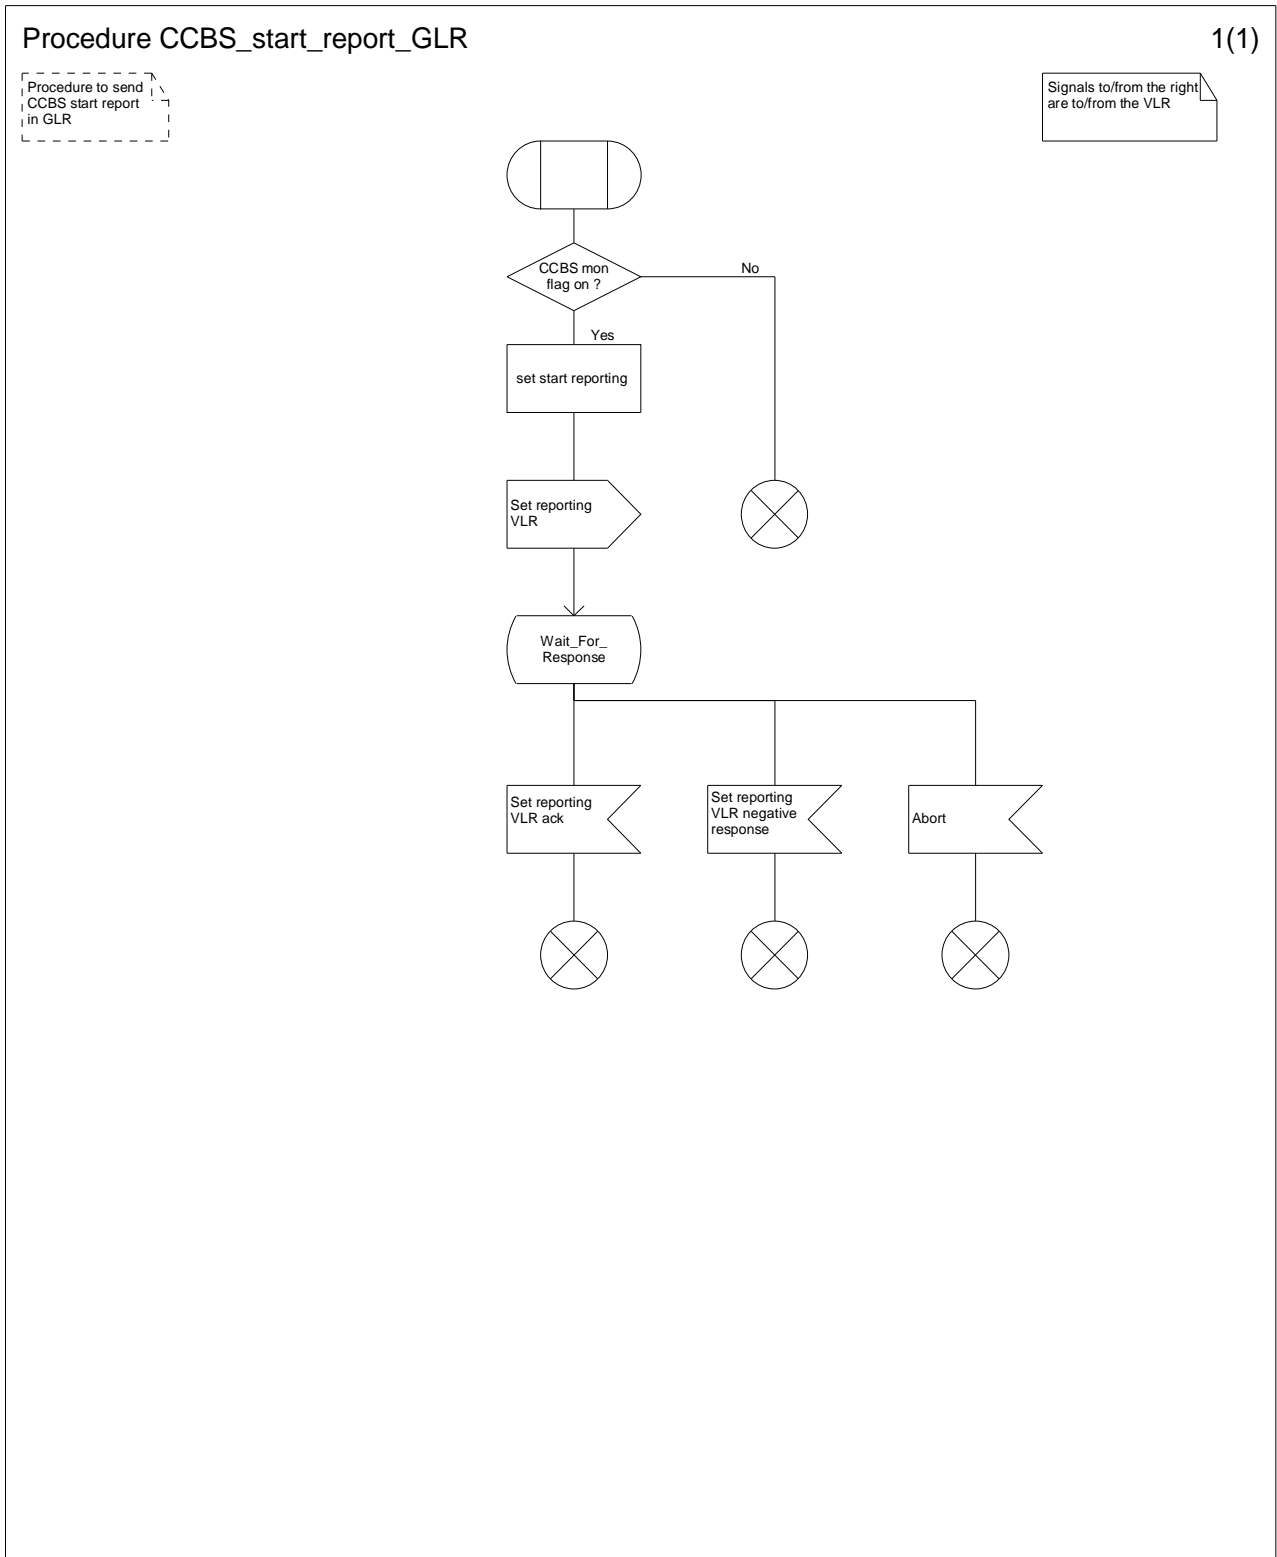 Procedure CCBS_start_report_GLR
1(1)
Procedure to send
CCBS start report
in GLR
Signals to/from the right
are to/from the VLR
CCBS mon
flag on ?
No
Yes
set start reporting
Set reporting
VLR
Wait_For_
Response
Set reporting
VLR ack
Set reporting
VLR negative
response
Abort